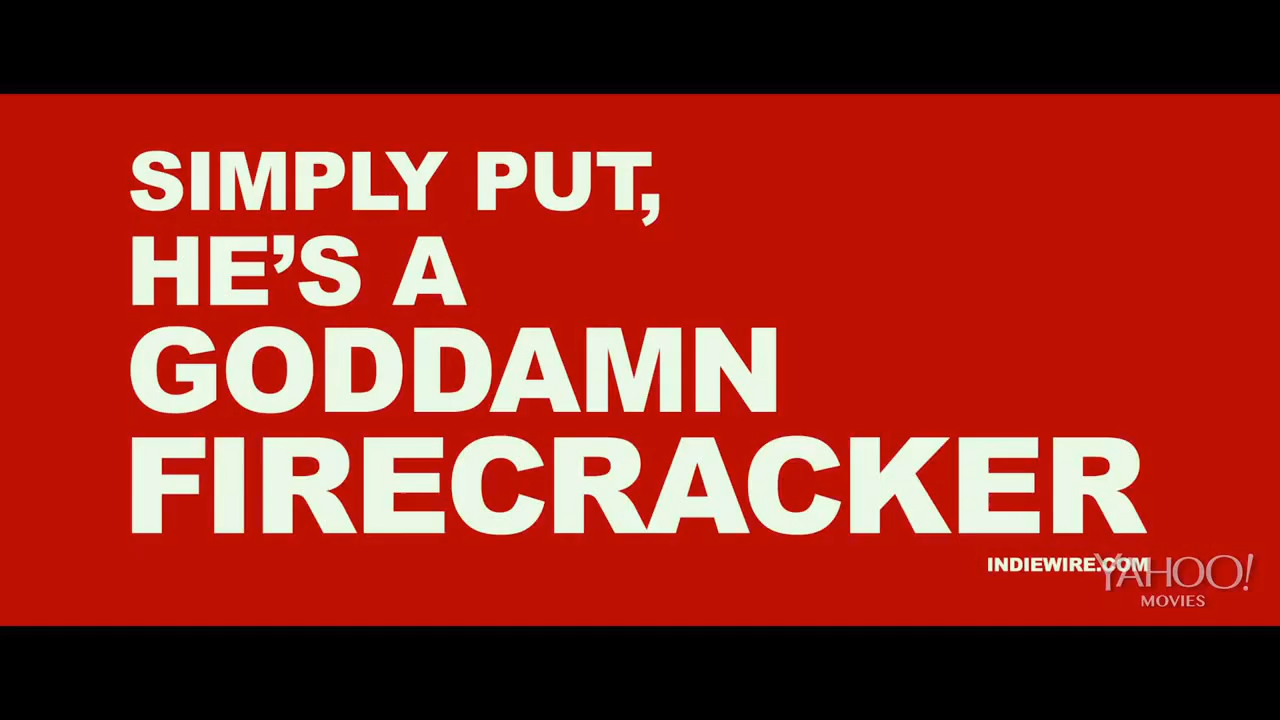 SIMPLY PUT,
HE’S A
GODDAMN
FIRECRACKER
INDIEWIRE.COM
YAHOO!
MOVIES